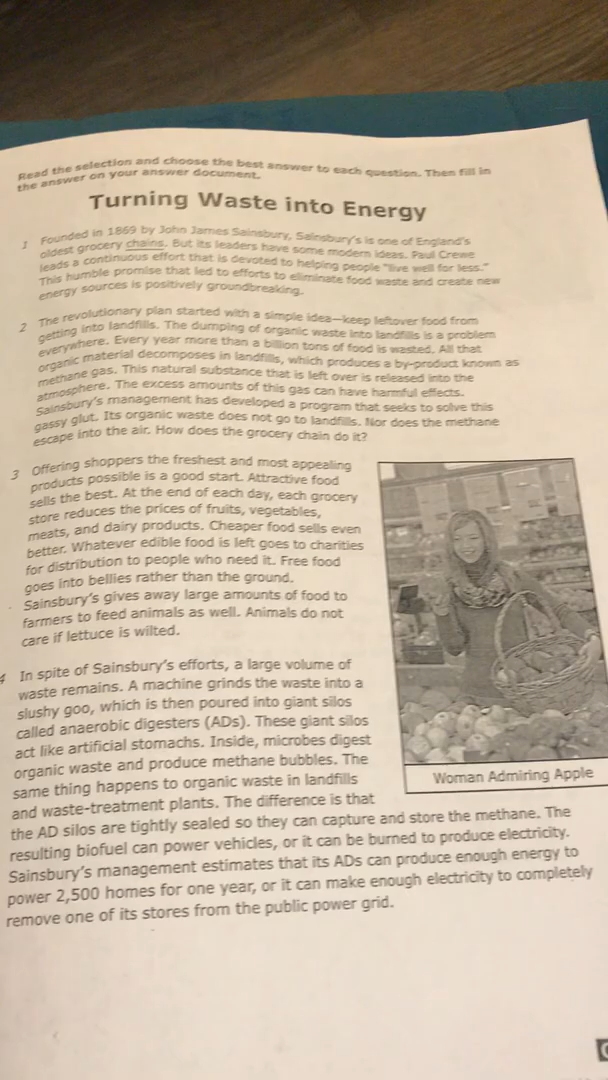 Read the selection and choose the best answer to each question. Then fill in
the answer on your answer document.
Turning Waste into Energy
1 Founded in 1869 by John James Sainsbury, Sainsbury's is one of England's
oldest grocery chains. But its leaders have some modern ideas. Paul Crewe
leads a continuous effort that is devoted to helping people "live well for less."
This humble promise that led to efforts to eliminate food waste and create new
energy sources is positively groundbreaking.
2 The revolutionary plan started with a simple idea—keep leftover food from
getting into landfills. The dumping of organic waste into landfills is a problem
everywhere. Every year more than a billion tons of food is wasted. All that
organic material decomposes in landfills, which produces a by-product known as
methane gas. This natural substance that is left over is released into the
atmosphere. The excess amounts of this gas can have harmful effects.
Sainsbury's management has developed a program that seeks to solve this
gassy glut. Its organic waste does not go to landfills. Nor does the methane
escape into the air. How does the grocery chain do it?
3 Offering shoppers the freshest and most appealing
products possible is a good start. Attractive food
sells the best. At the end of each day, each grocery
store reduces the prices of fruits, vegetables,
meats, and dairy products. Cheaper food sells even
better. Whatever edible food is left goes to charities
for distribution to people who need it. Free food
goes into bellies rather than the ground.
Sainsbury's gives away large amounts of food to
farmers to feed animals as well. Animals do not
care if lettuce is wilted.
4 In spite of Sainsbury's efforts, a large volume of
waste remains. A machine grinds the waste into a
slushy goo, which is then poured into giant silos
called anaerobic digesters (ADs). These giant silos
act like artificial stomachs. Inside, microbes digest
organic waste and produce methane bubbles. The
same thing happens to organic waste in landfills
and waste-treatment plants. The difference is that
the AD silos are tightly sealed so they can capture and store the methane. The
resulting biofuel can power vehicles, or it can be burned to produce electricity.
Sainsbury's management estimates that its ADs can produce enough energy to
power 2,500 homes for one year, or it can make enough electricity to completely
remove one of its stores from the public power grid.
Woman Admiring Apple